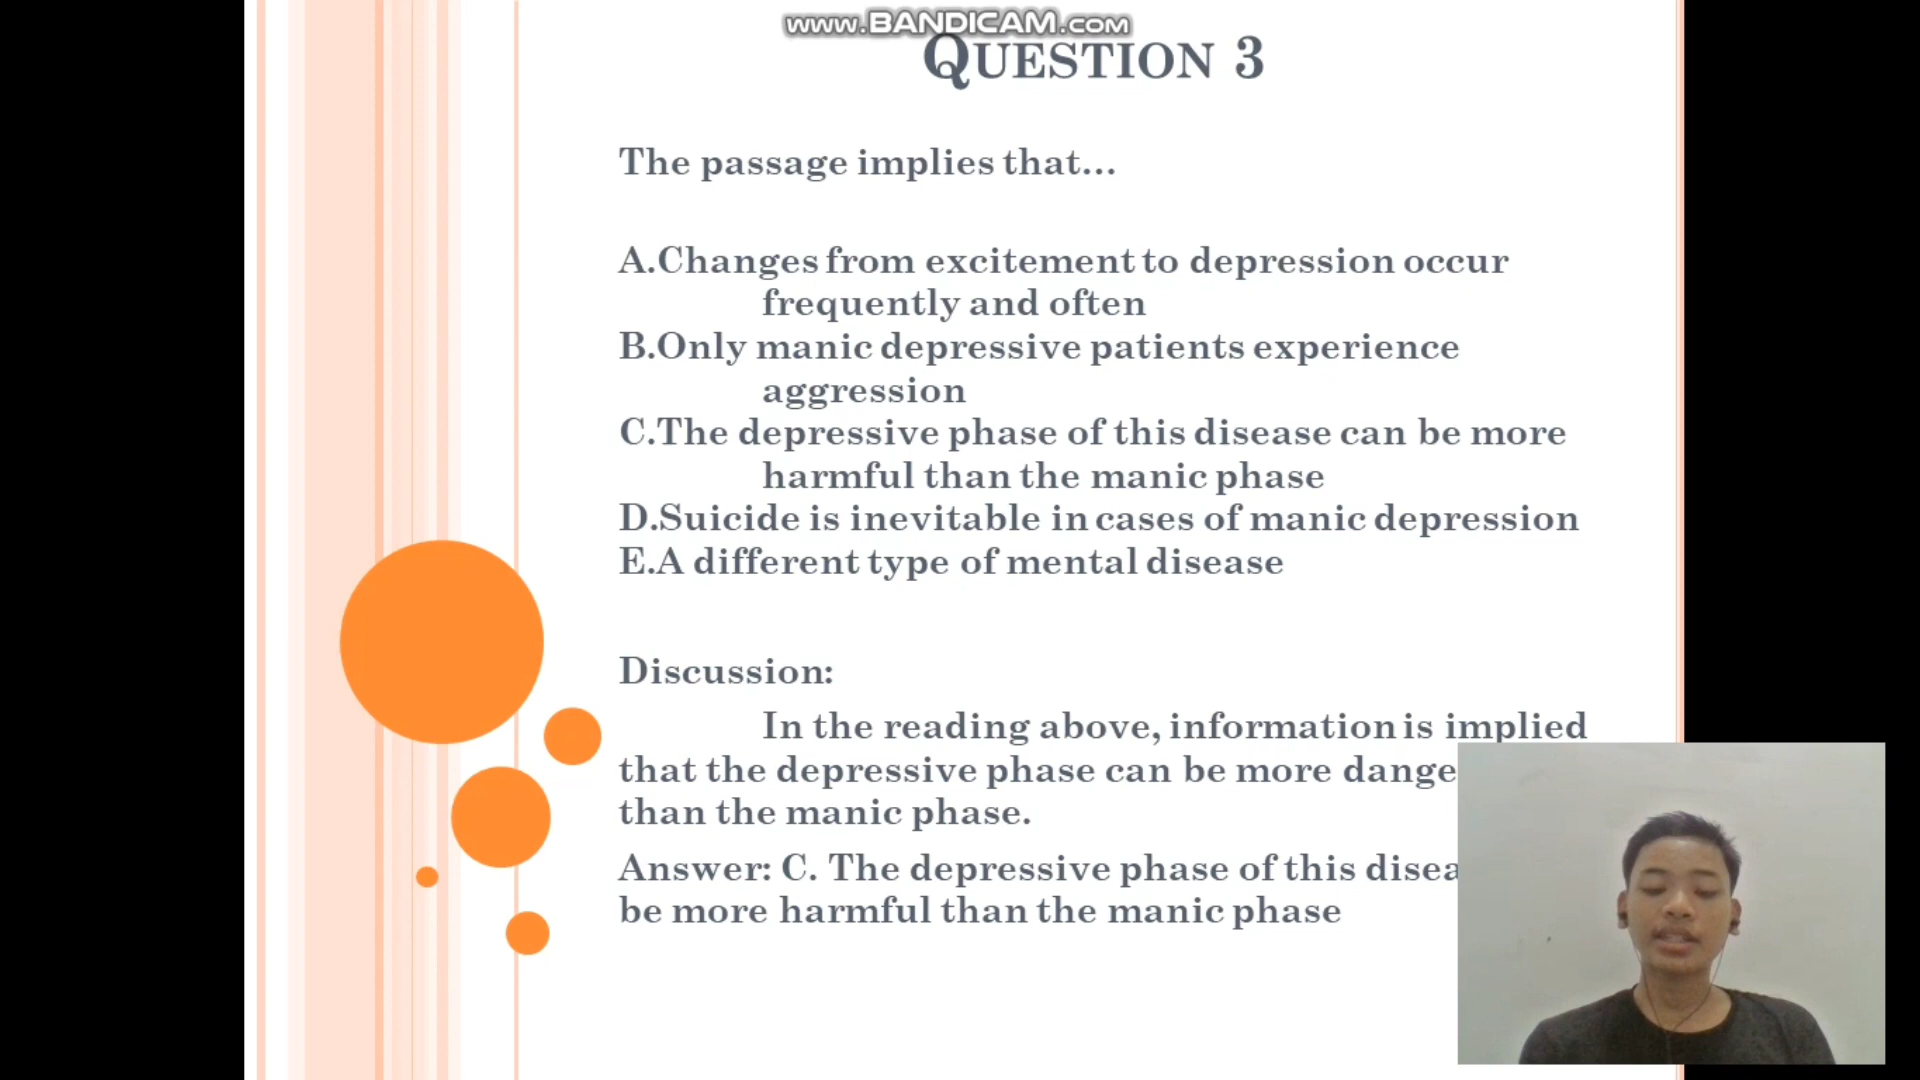 www.BANDICAM.com
QUESTION 3
The passage implies that...
A.Changes from excitement to depression occur
frequently and often
B.Only manic depressive patients experience
aggression
C.The depressive phase of this disease can be more
harmful than the manic phase
D.Suicide is inevitable in cases of manic depression
E.A different type of mental disease
Discussion:
In the reading above, information is implied
that the depressive phase can be more dange
than the manic phase.
Answer: C. The depressive phase of this disea
be more harmful than the manic phase